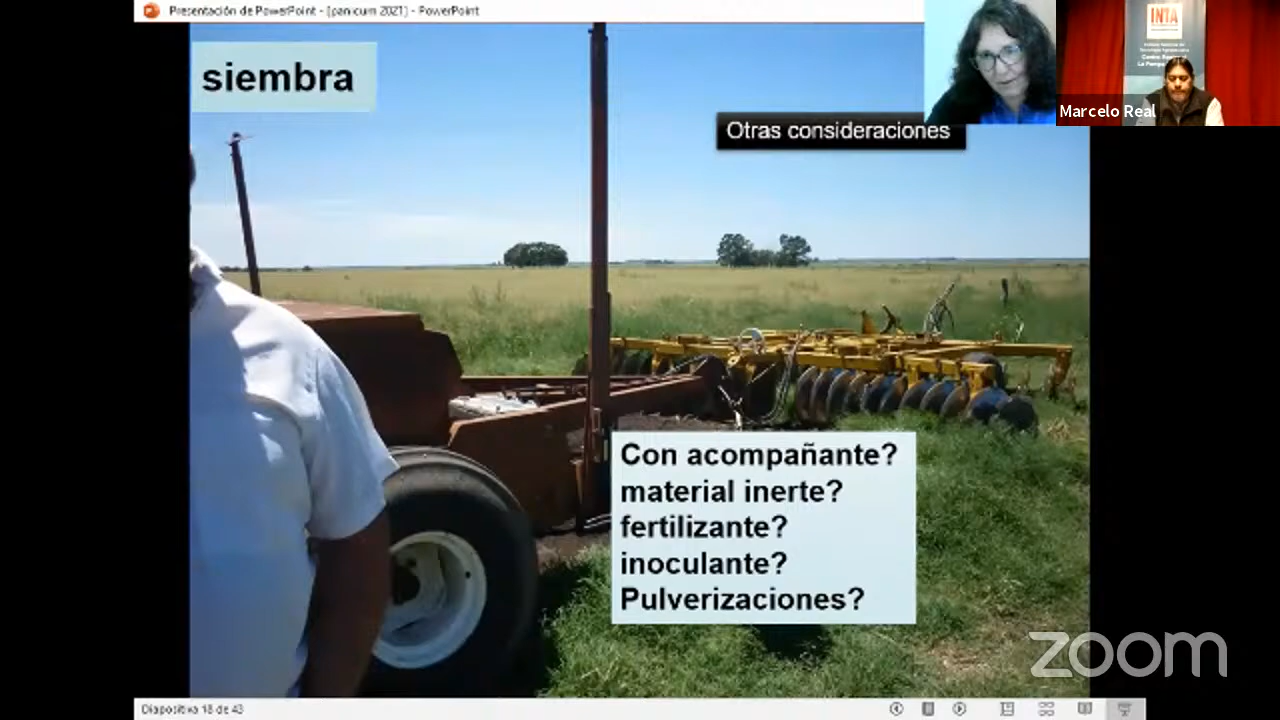 Presentación de PowerPoint - [panicum 2021] - PowerPoint
siembra
Otras consideraciones
INTA
Marcelo Real
Con acompañante?
material inerte?
fertilizante?
inoculante?
Pulverizaciones?
zoom
Diapositiva 18 de 43